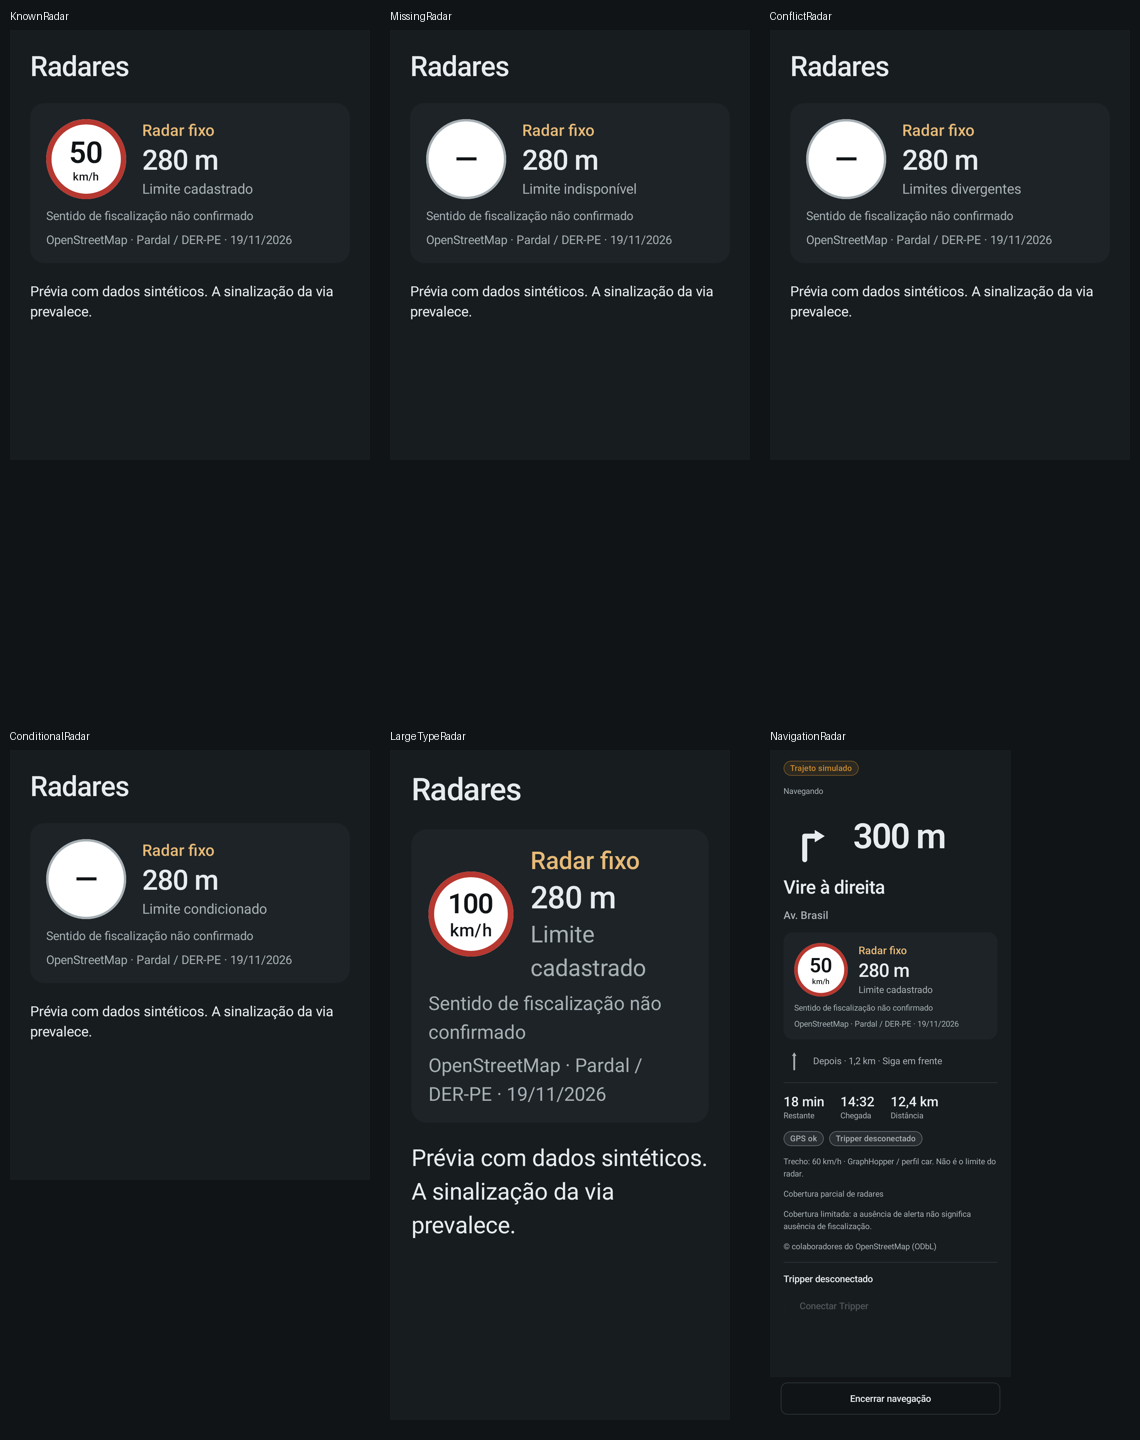 KnownRadar
Radares
50
km/h
Radar fixo
280 m
Limite cadastrado
Sentido de fiscalização não confirmado
OpenStreetMap · Pardal / DER-PE · 19/11/2026
Prévia com dados sintéticos. A sinalização da via
prevalece.
MissingRadar
Radares
–
Radar fixo
280 m
Limite indisponível
Sentido de fiscalização não confirmado
OpenStreetMap · Pardal / DER-PE · 19/11/2026
Prévia com dados sintéticos. A sinalização da via
prevalece.
ConflictRadar
Radares
–
Radar fixo
280 m
Limites divergentes
Sentido de fiscalização não confirmado
OpenStreetMap · Pardal / DER-PE · 19/11/2026
Prévia com dados sintéticos. A sinalização da via
prevalece.
ConditionalRadar
Radares
–
Radar fixo
280 m
Limite condicionado
Sentido de fiscalização não confirmado
OpenStreetMap · Pardal / DER-PE · 19/11/2026
Prévia com dados sintéticos. A sinalização da via
prevalece.
LargeTypeRadar
Radares
100
km/h
Radar fixo
280 m
Limite
cadastrado
Sentido de fiscalização não
confirmado
OpenStreetMap · Pardal /
DER-PE · 19/11/2026
Prévia com dados sintéticos.
A sinalização da via
prevalece.
NavigationRadar
Trajeto simulado
Navegando
300 m
Vire à direita
Av. Brasil
50
km/h
Radar fixo
280 m
Limite cadastrado
Sentido de fiscalização não confirmado
OpenStreetMap · Pardal / DER-PE · 19/11/2026
Depois · 1,2 km · Siga em frente
18 min 14:32 12,4 km
Restante Chegada Distância
GPS ok Tripper desconectado
Trecho: 60 km/h · GraphHopper / perfil car. Não é o limite do
radar.
Cobertura parcial de radares
Cobertura limitada: a ausência de alerta não significa
ausência de fiscalização.
© colaboradores do OpenStreetMap (ODbL)
Tripper desconectado
Conectar Tripper
Encerrar navegação